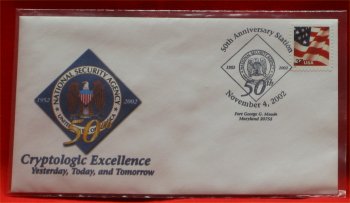 NATIONAL SECURITY AGENCY
1952 2002
50th
Cryptologic Excellence
Yesterday, Today, and Tomorrow
50th Anniversary Station
1952 2002
50th
November 4, 2002
Fort George G. Meade
Maryland 20755
USA